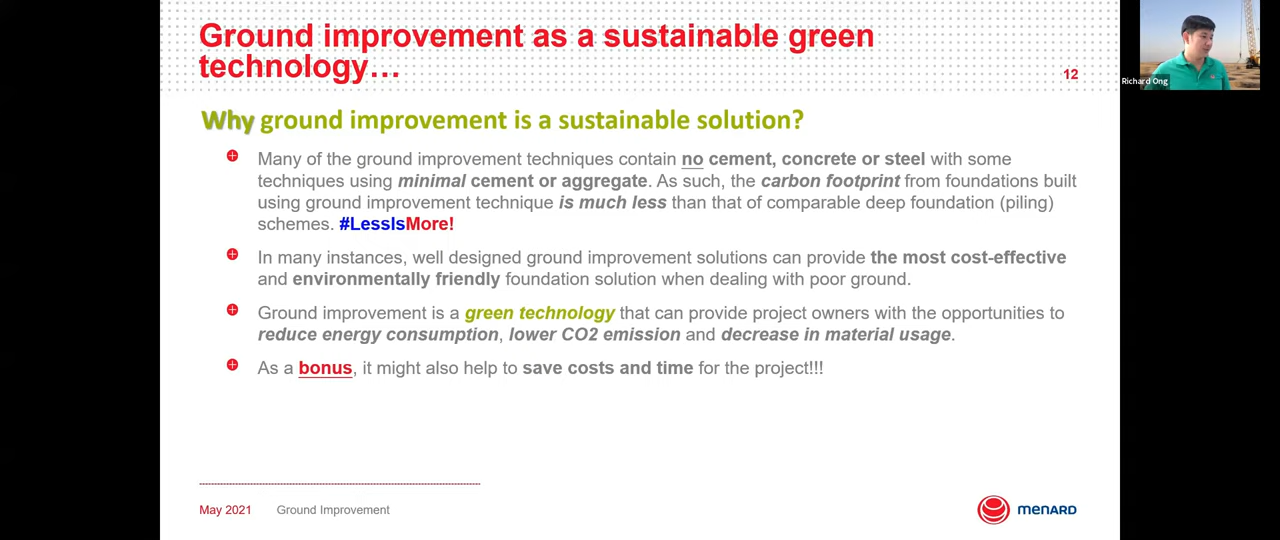 Ground improvement as a sustainable green
technology…
12
Richard Ong
Why ground improvement is a sustainable solution?
Many of the ground improvement techniques contain no cement, concrete or steel with some
techniques using minimal cement or aggregate. As such, the carbon footprint from foundations built
using ground improvement technique is much less than that of comparable deep foundation (piling)
schemes. #LessIsMore!
In many instances, well designed ground improvement solutions can provide the most cost-effective
and environmentally friendly foundation solution when dealing with poor ground.
Ground improvement is a green technology that can provide project owners with the opportunities to
reduce energy consumption, lower CO2 emission and decrease in material usage.
As a bonus, it might also help to save costs and time for the project!!!
May 2021 Ground Improvement
MENARD